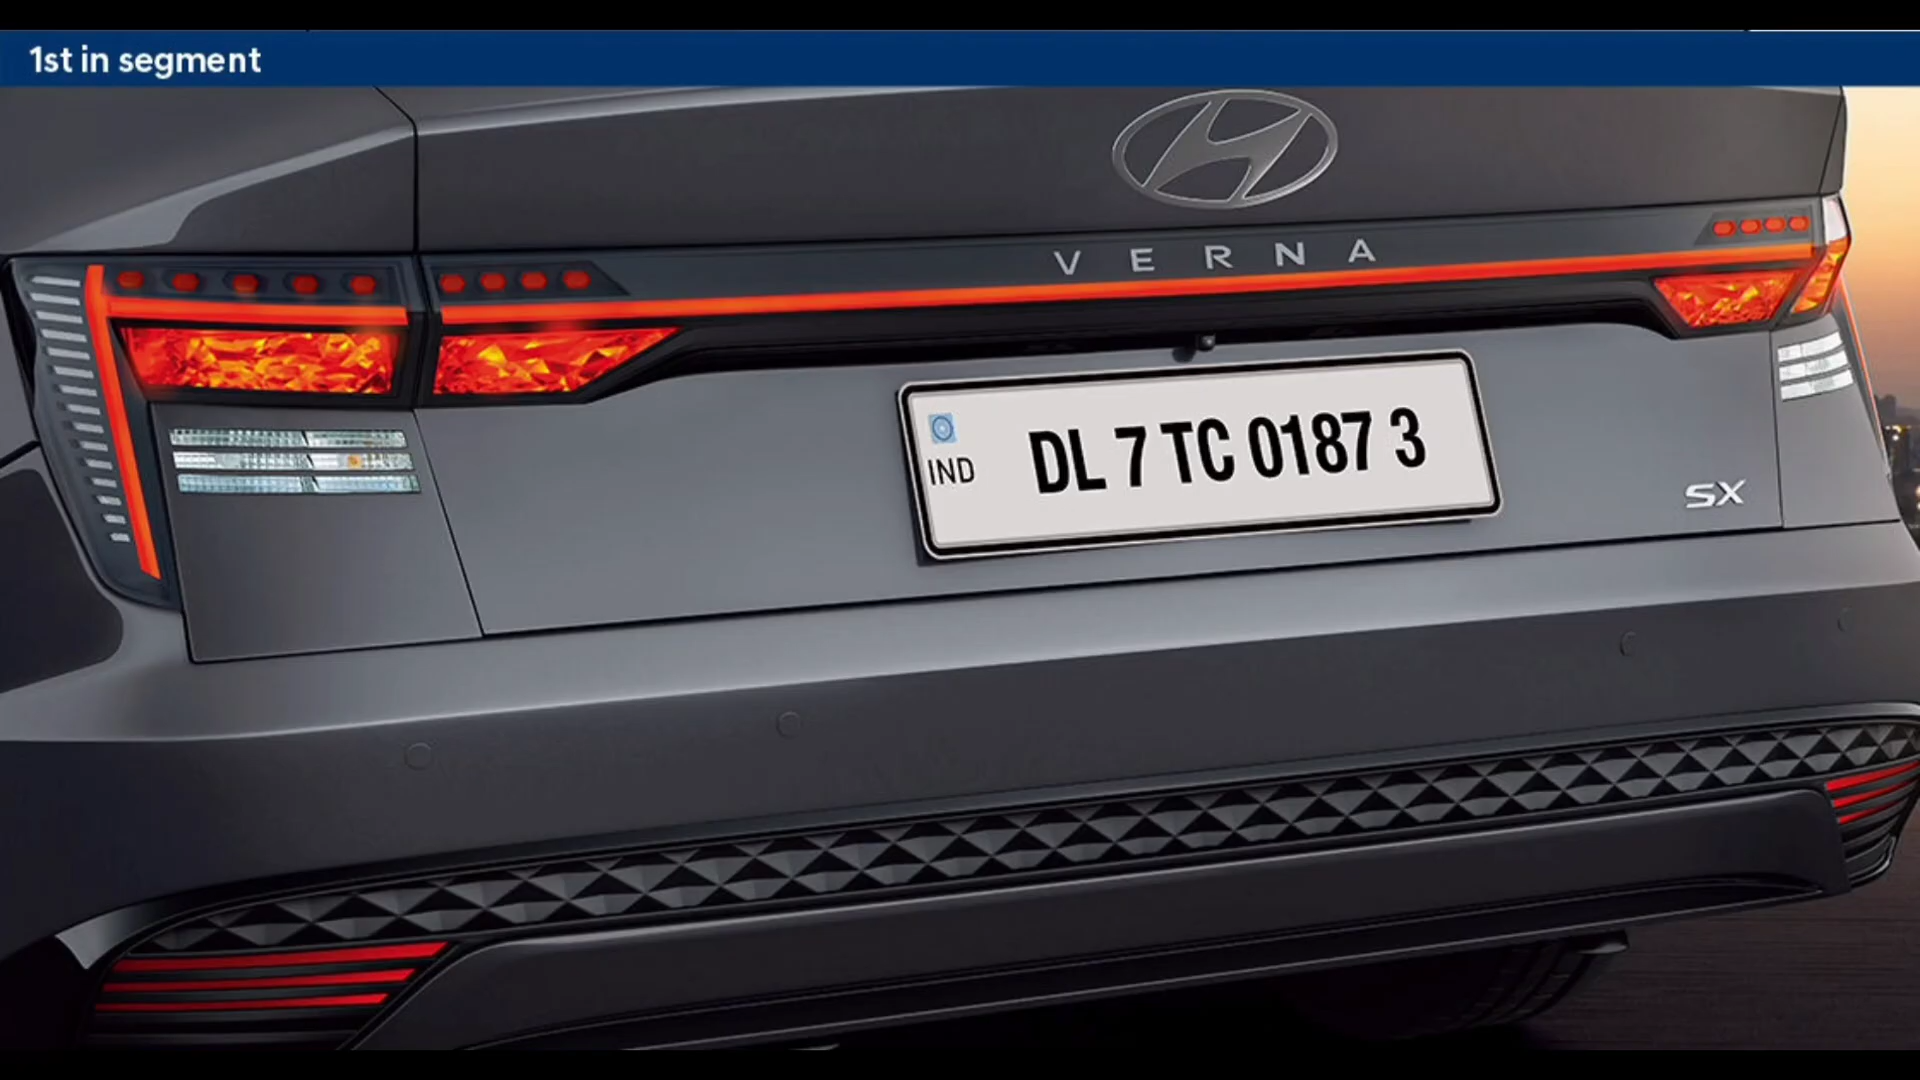 1st in segment
VERNA
IND DL 7 TC 0187 3
SX